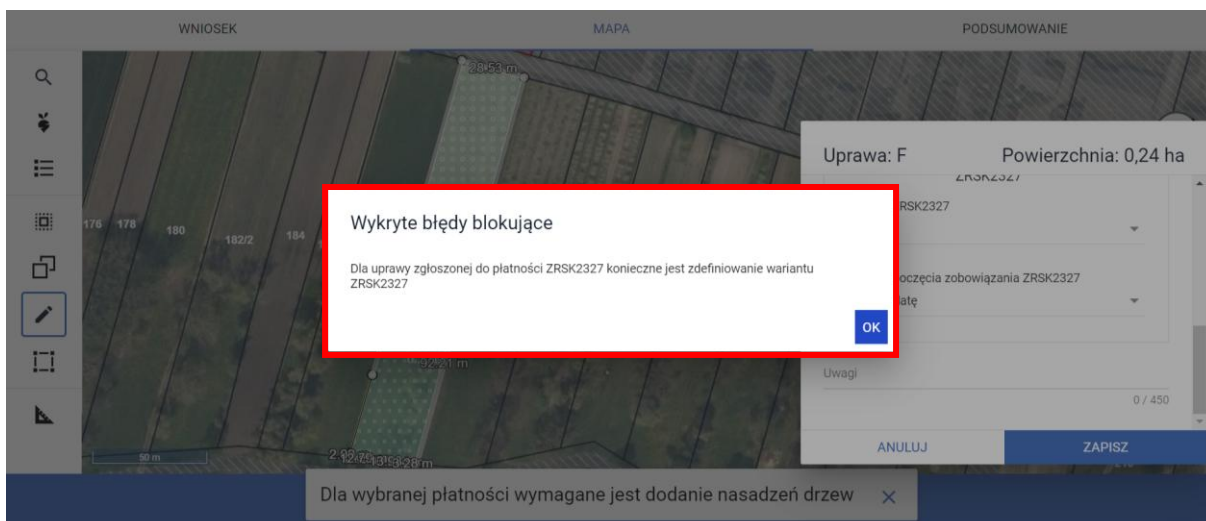 WNIOSEK
MAPA
PODSUMOWANIE
28.53 m
Uprawa: F
Powierzchnia: 0,24 ha
ZRSK2327
RSK2327
176
178
180
182/2
184
Wykryte błędy blokujące
Dla uprawy zgłoszonej do płatności ZRSK2327 konieczne jest zdefiniowanie wariantu
ZRSK2327
oczęcia zobowiązania ZRSK2327
atę
OK
Uwagi
0 / 450
ANULUJ
ZAPISZ
50 m
Dla wybranej płatności wymagane jest dodanie nasadzeń drzew